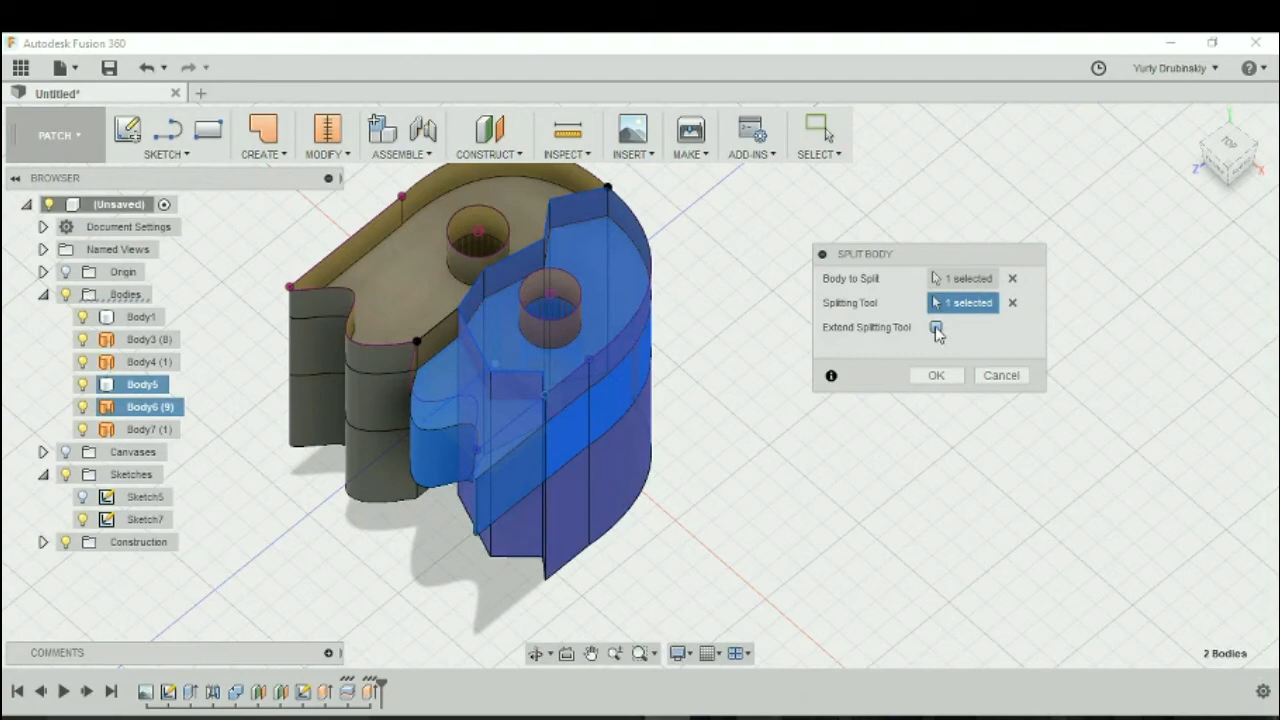 Autodesk Fusion 360
Yuriy Drubinskiy
Untitled*
PATCH
SKETCH
CREATE
MODIFY
ASSEMBLE
CONSTRUCT
INSPECT
INSERT
MAKE
ADD-INS
SELECT
BROWSER
(Unsaved)
Document Settings
Named Views
Origin
Bodies
Body1
Body3 (8)
Body4 (1)
Body5
Body6 (9)
Body7 (1)
Canvases
Sketches
Sketch5
Sketch7
Construction
TOP
Y
Z
X
SPLIT BODY
Body to Split
1 selected
Splitting Tool
1 selected
Extend Splitting Tool
OK
Cancel
COMMENTS
2 Bodies